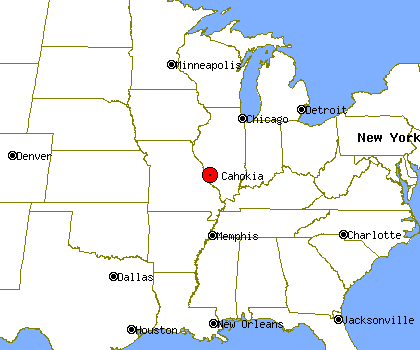 Minneapolis
Detroit
Chicago
New York
Denver
Cahokia
Memphis
Charlotte
Dallas
Jacksonville
New Orleans
Houston